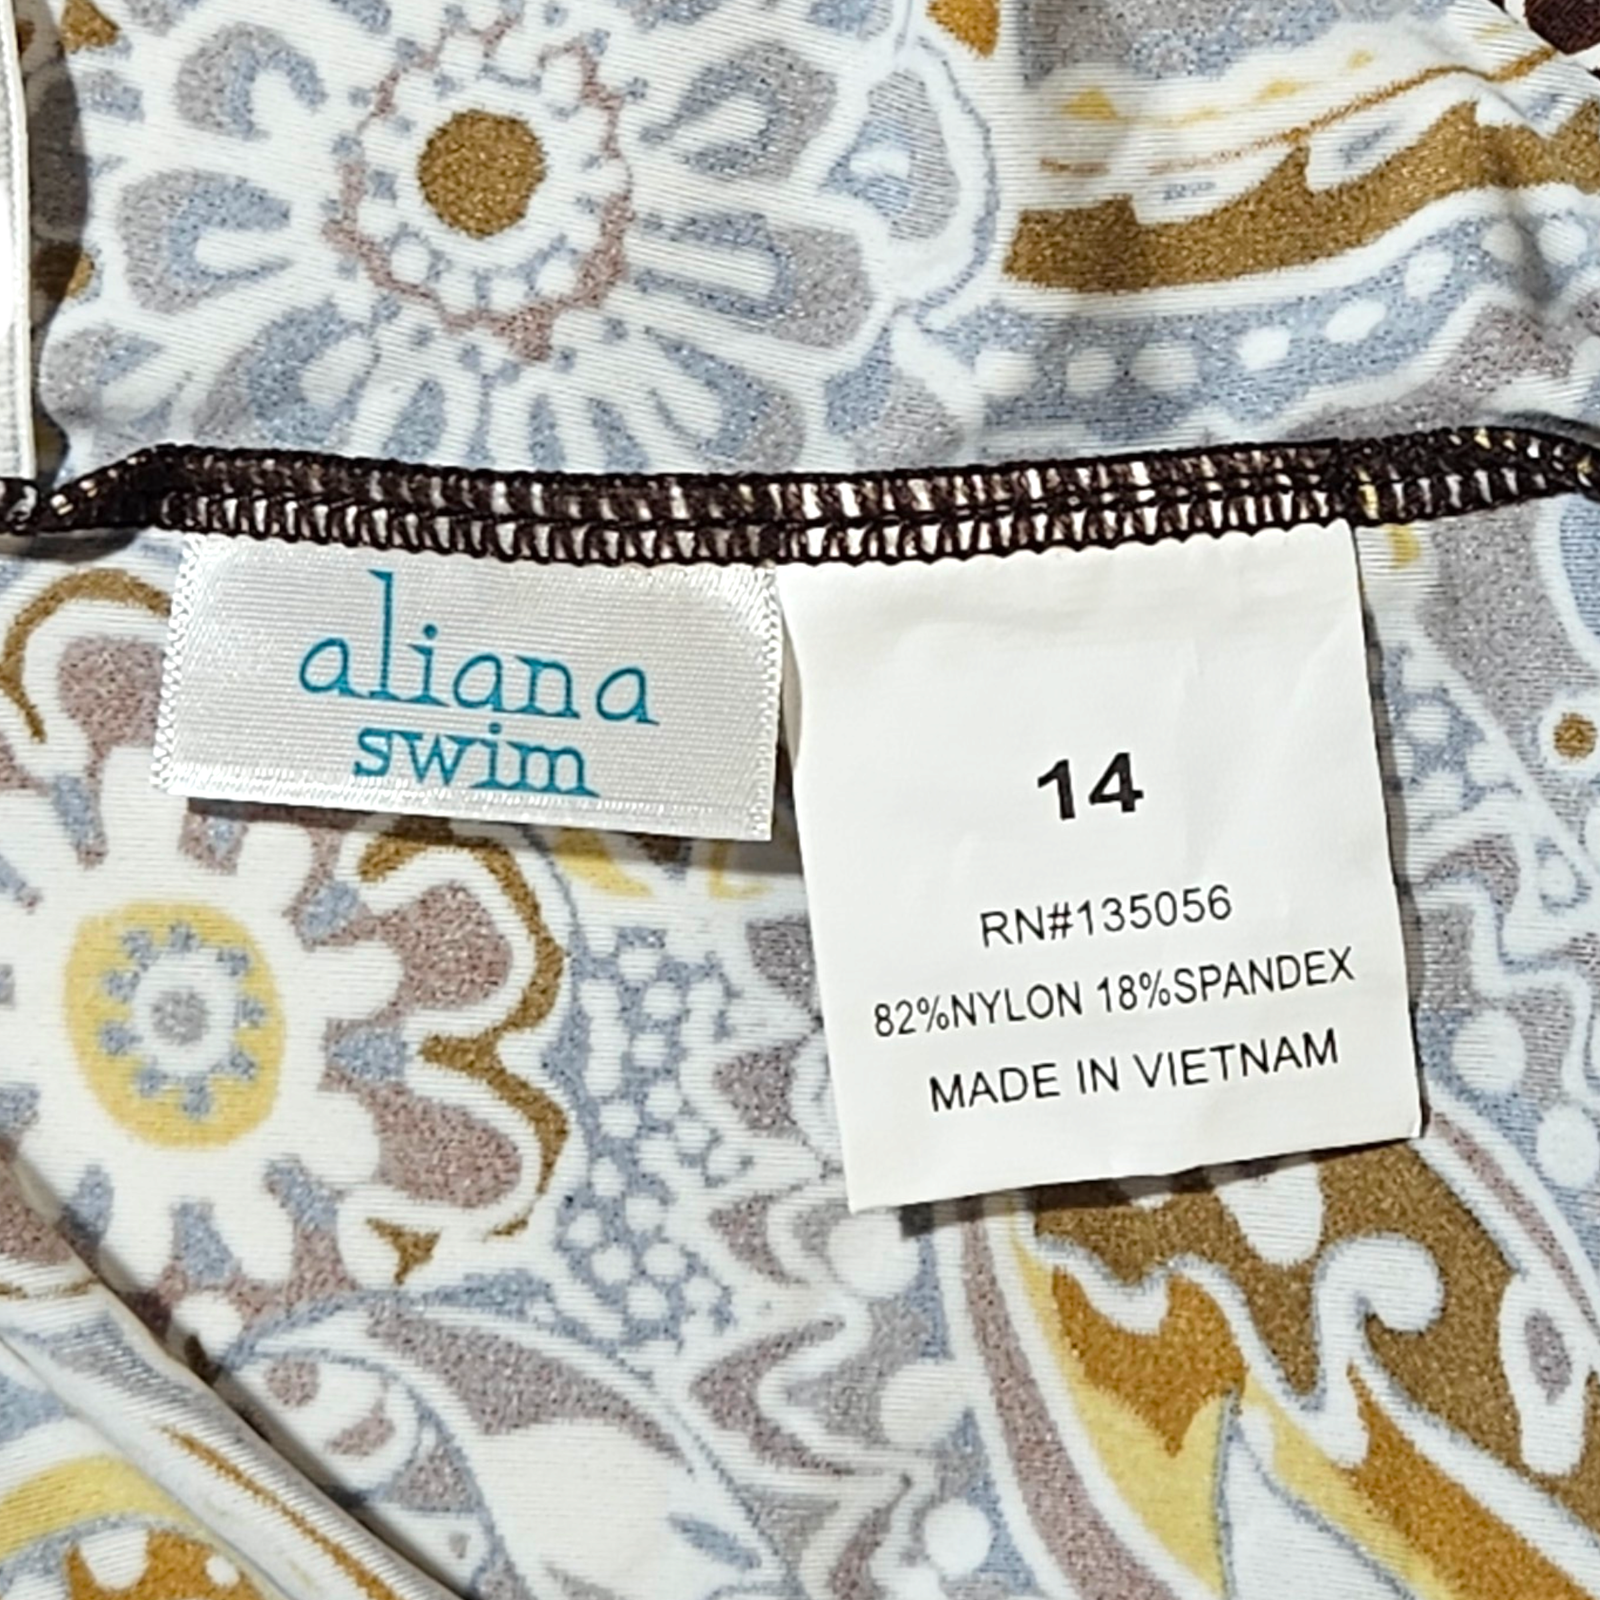 aliana
swim
14
RN#135056
82%NYLON 18%SPANDEX
MADE IN VIETNAM